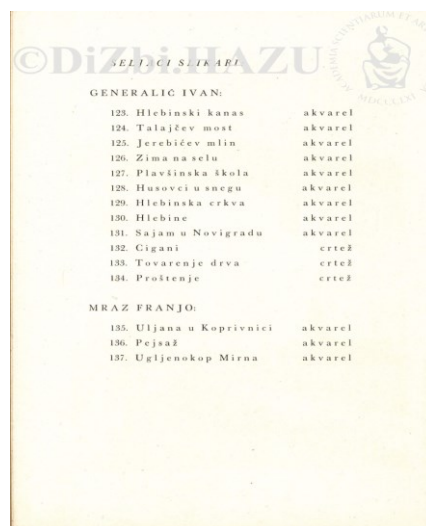 ©DiZbi.HAZU
SELJACI SLIKARI:
GENERALIĆ IVAN:
123. Hlebinski kanas akvarel
124. Talajčev most akvarel
125. Jerebićev mlin akvarel
126. Zima na selu akvarel
127. Plavšinska škola akvarel
128. Husovci u snegu akvarel
129. Hlebinska crkva akvarel
130. Hlebine akvarel
131. Sajam u Novigradu akvarel
132. Cigani crtež
133. Tovarenje drva crtež
134. Proštenje crtež
MRAZ FRANJO:
135. Uljana u Koprivnici akvarel
136. Pejsaž akvarel
137. Ugljenokop Mirna akvarel